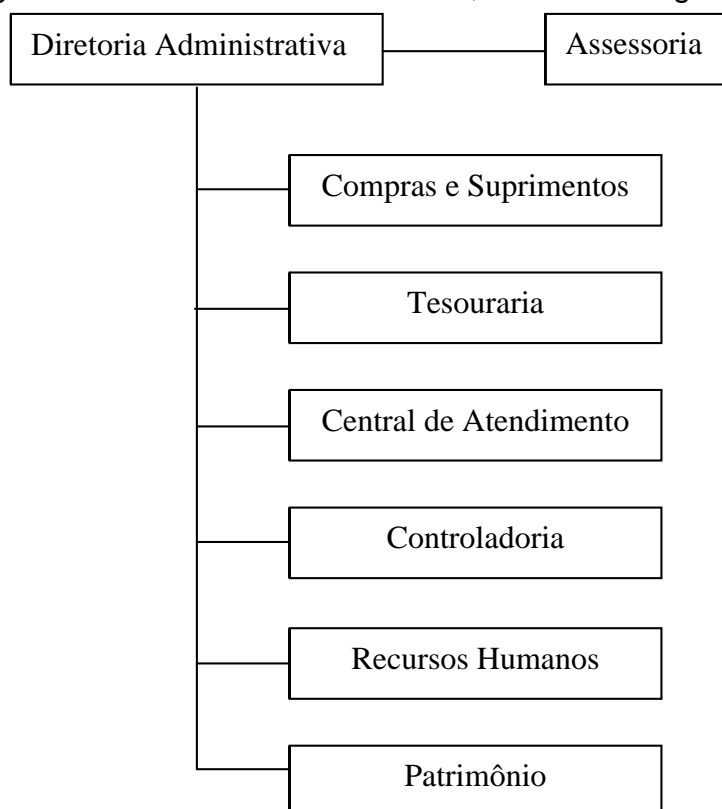 Diretoria Administrativa
Assessoria
Compras e Suprimentos
Tesouraria
Central de Atendimento
Controladoria
Recursos Humanos
Patrimônio